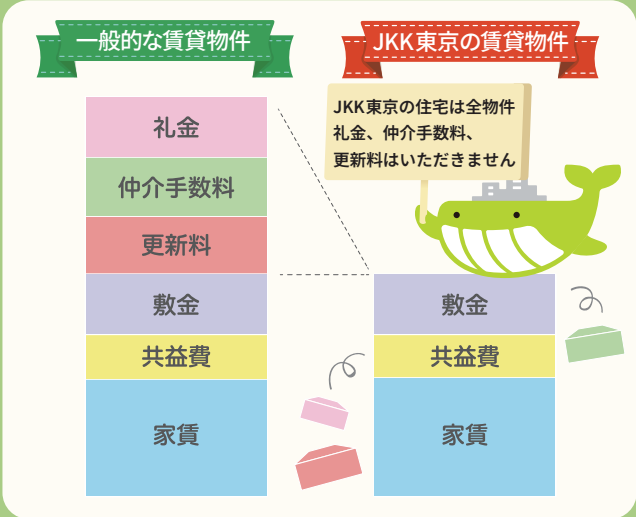 一般的な賃貸物件
JKK東京の賃貸物件
JKK東京の住宅は全物件
礼金、仲介手数料、
更新料はいただきません
礼金
仲介手数料
更新料
敷金
共益費
家賃
敷金
共益費
家賃